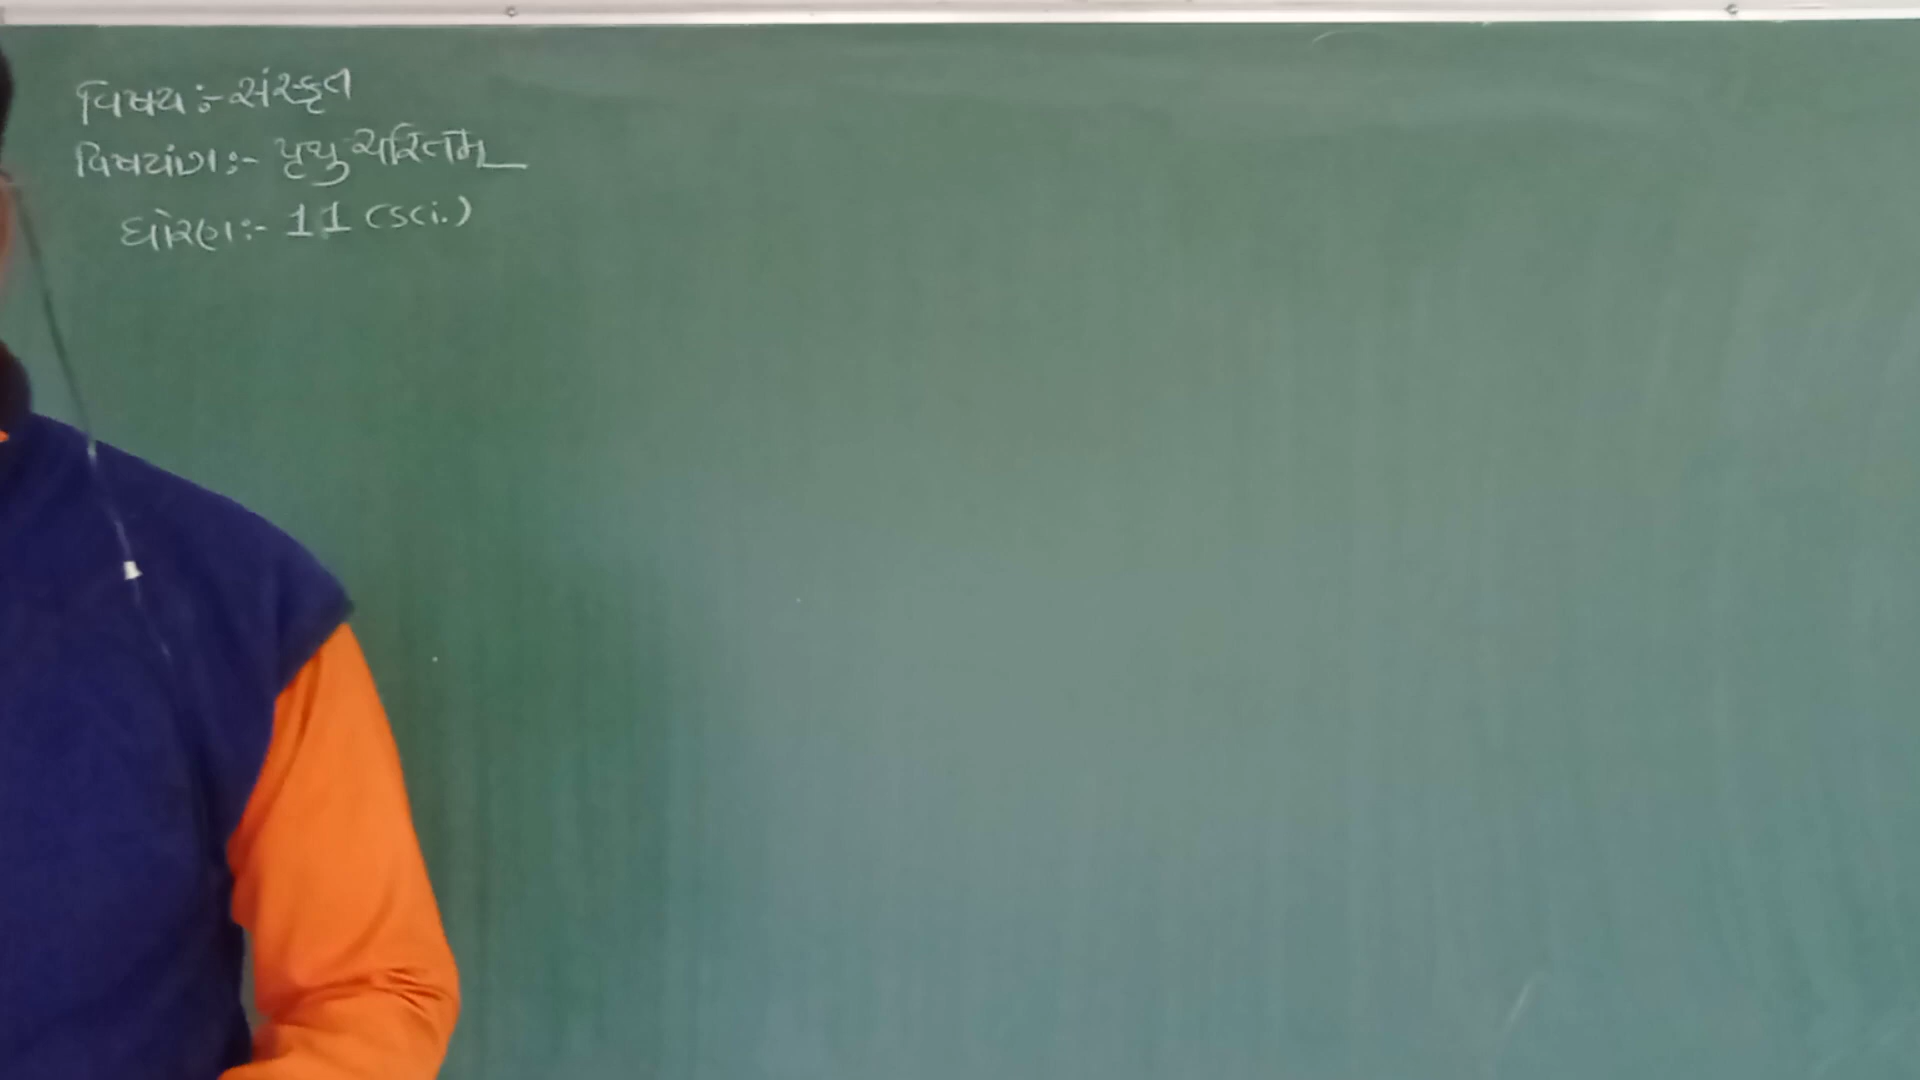 વિષય :- સંસ્કૃત
વિષયાંગ :- પૃથુચરિતમ્
ધોરણ :- 11 (sci.)